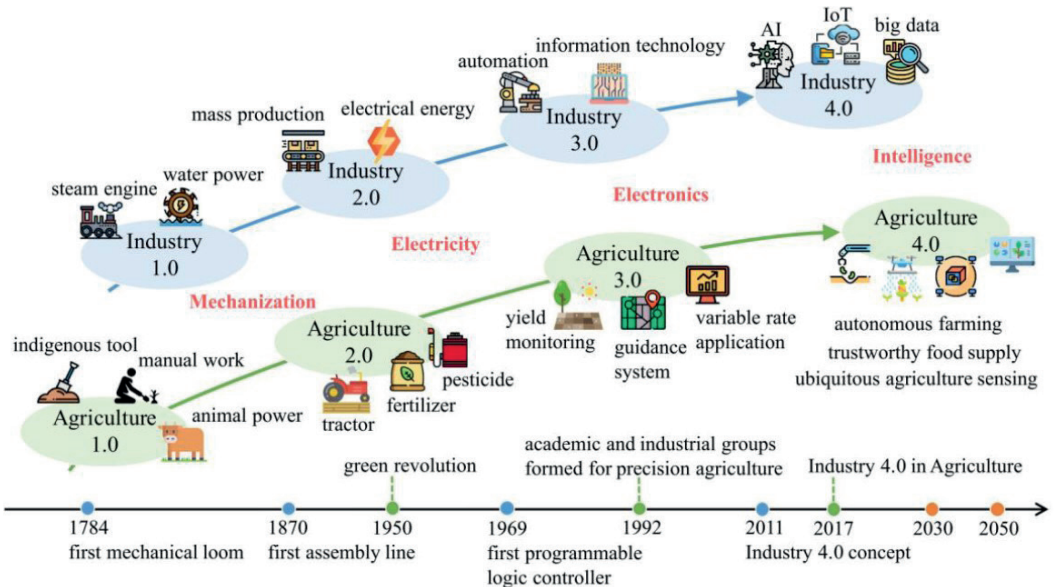 AI
IoT
big data
information technology
automation
Industry
4.0
mass production
electrical energy
Industry
3.0
Intelligence
steam engine
water power
Industry
2.0
Electronics
Industry
1.0
Electricity
Agriculture
4.0
Mechanization
Agriculture
3.0
indigenous tool
manual work
Agriculture
2.0
yield
monitoring
guidance
system
variable rate
application
autonomous farming
trustworthy food supply
ubiquitous agriculture sensing
Agriculture
1.0
animal power
tractor
fertilizer
pesticide
green revolution
academic and industrial groups
formed for precision agriculture
Industry 4.0 in Agriculture
1784
1870
1950
1969
1992
2011
2017
2030
2050
first mechanical loom
first assembly line
first programmable
logic controller
Industry 4.0 concept